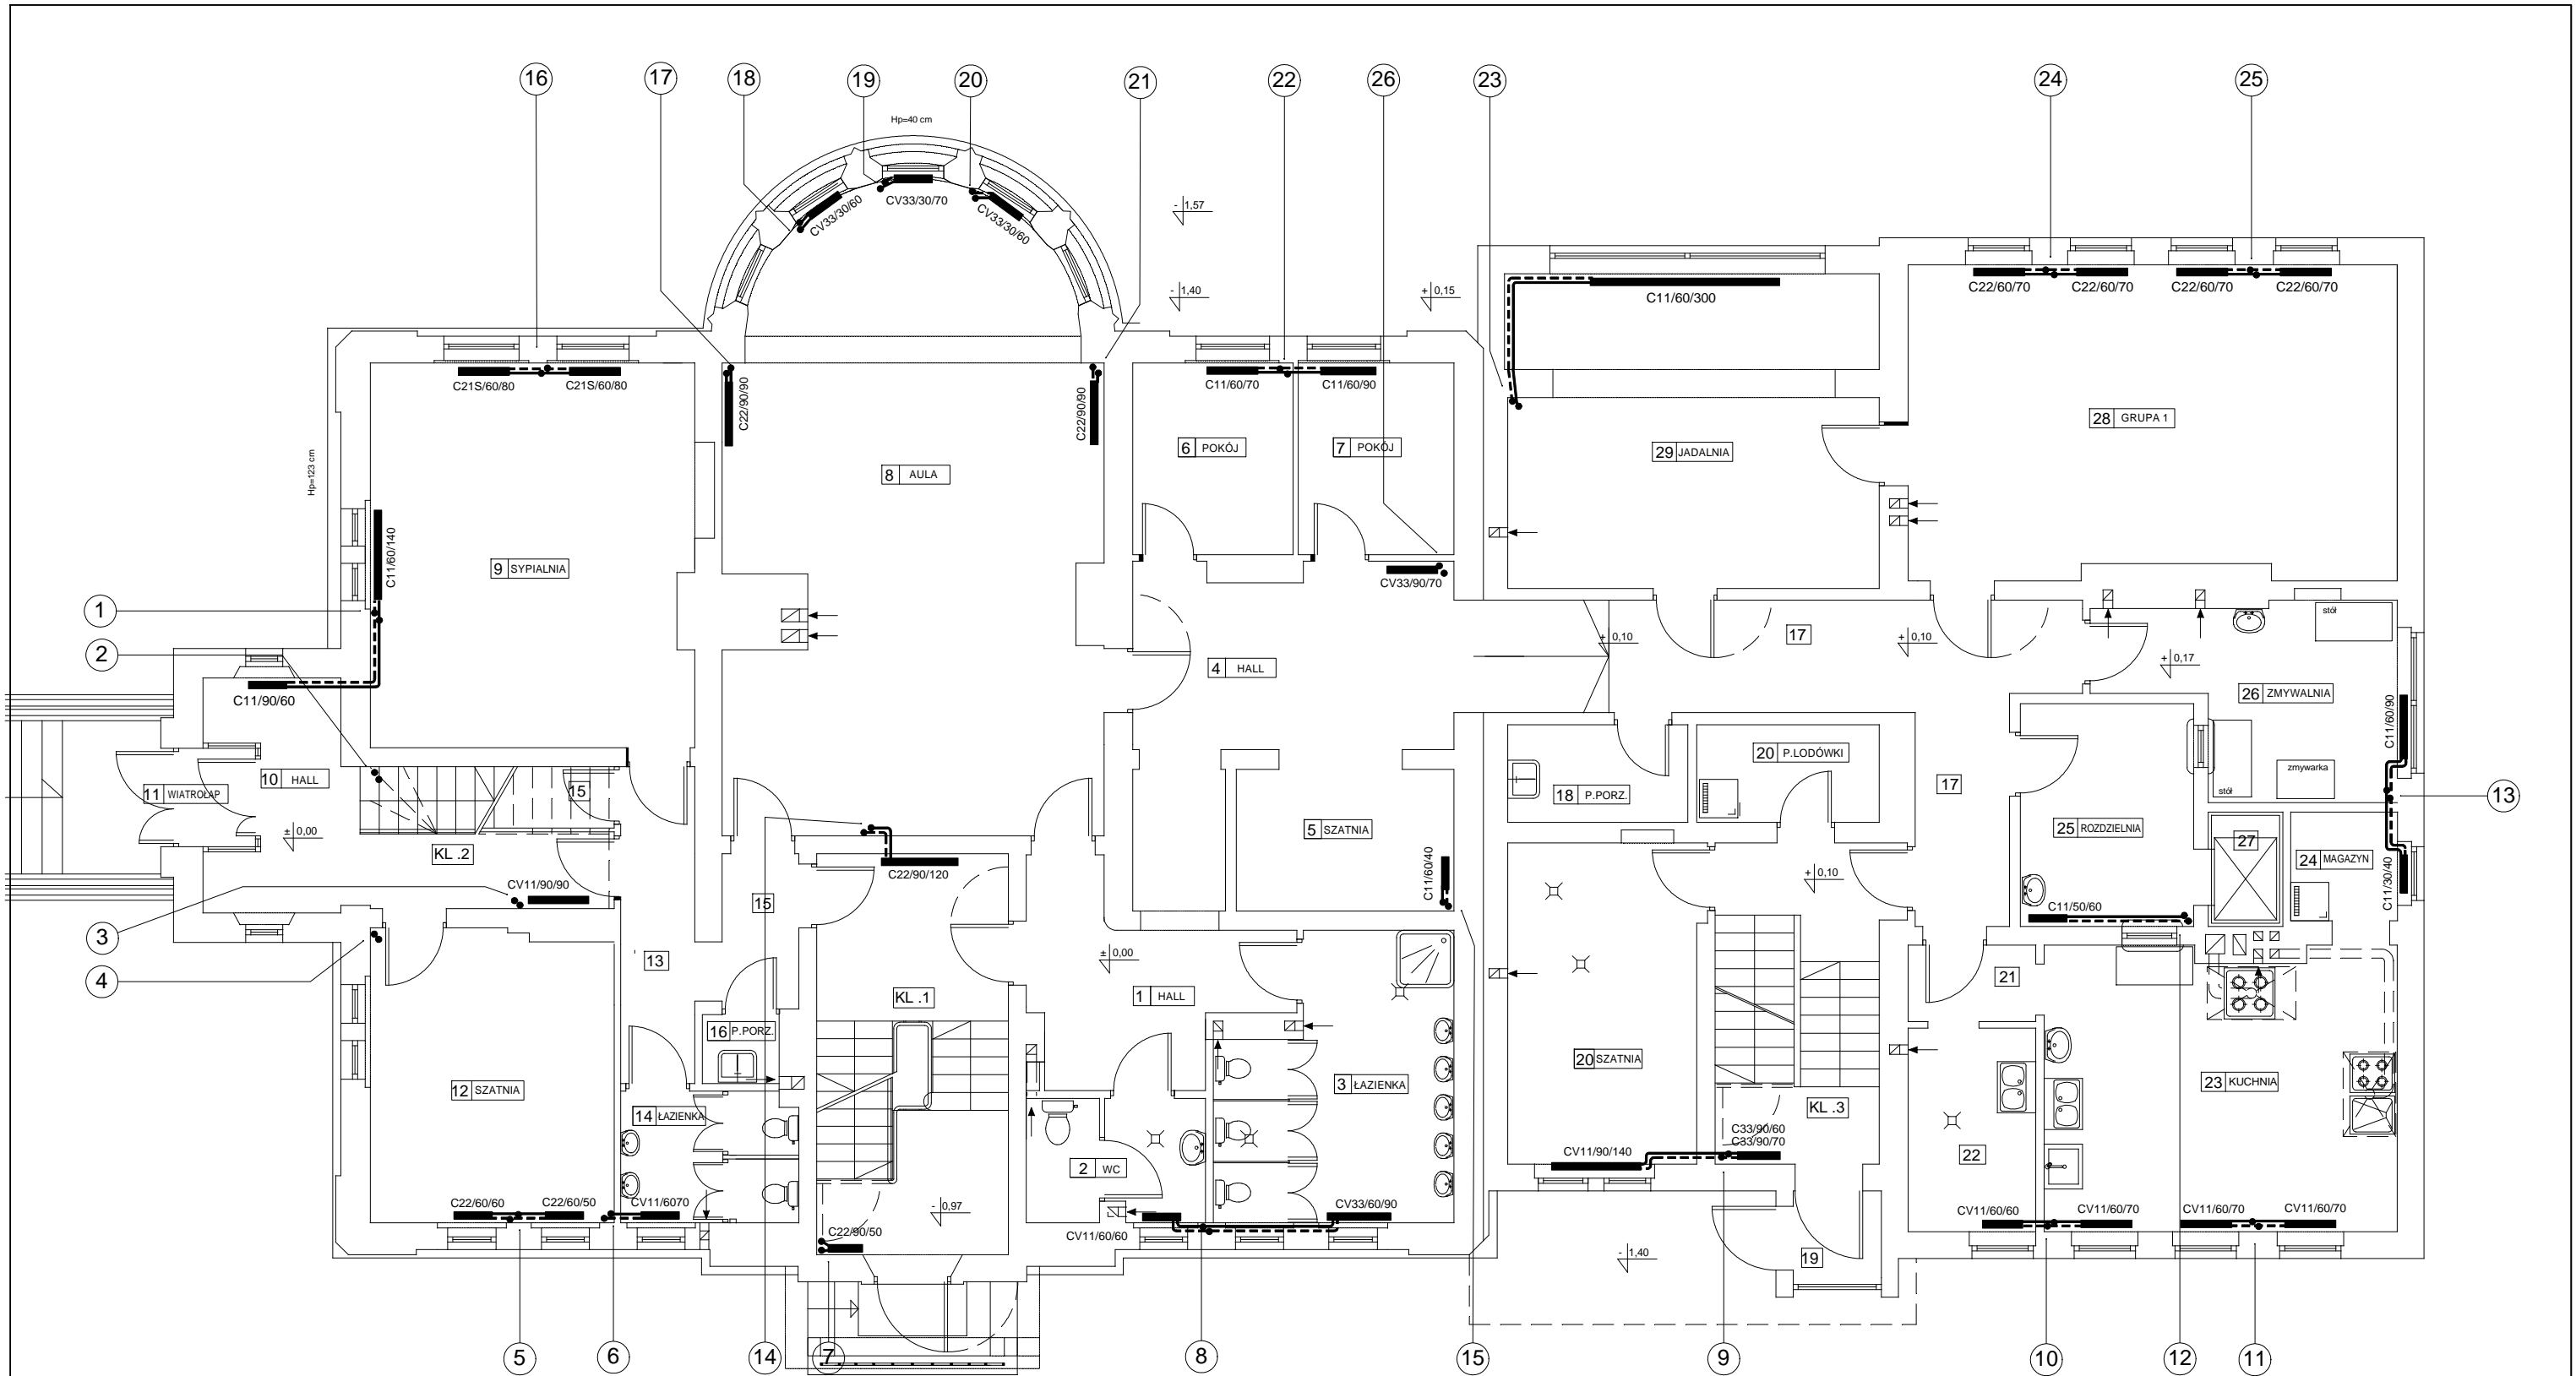 16
17
18
19
20
21
22
26
23
24
25
Hp=40 cm
CV33/30/60
CV33/30/70
CV33/30/60
- 1,57
- 1,40
+ 0,15
C11/60/300
C22/60/70
C22/60/70
C22/60/70
C22/60/70
C21S/60/80
C21S/60/80
C22/90/90
C22/90/90
C11/60/70
C11/60/90
Hp=123 cm
8 AULA
6 POKÓJ
7 POKÓJ
29 JADALNIA
28 GRUPA 1
C11/60/140
9 SYPIALNIA
CV33/90/70
1
2
C11/90/60
4 HALL
+ 0,10
17
+ 0,10
+ 0,17
stół
26 ZMYWALNIA
C11/60/90
zmywarka
stół
13
10 HALL
11 WIATROŁAP
15
± 0,00
KL .2
18 P.PORZ.
20 P.LODÓWKI
17
5 SZATNIA
25 ROZDZIELNIA
27
24 MAGAZYN
C11/30/40
C22/90/120
C11/60/40
+ 0,10
CV11/90/90
15
C11/50/60
3
4
13
± 0,00
KL .1
1 HALL
21
16 P.PORZ.
12 SZATNIA
14 ŁAZIENKA
3 ŁAZIENKA
20 SZATNIA
KL .3
23 KUCHNIA
C33/90/60
C33/90/70
CV11/90/140
2 WC
22
C22/60/60
C22/60/50
CV11/6070
- 0,97
C22/90/50
CV11/60/60
CV33/60/90
CV11/60/60
CV11/60/70
CV11/60/70
CV11/60/70
- 1,40
19
5
6
14
7
8
15
9
10
12
11